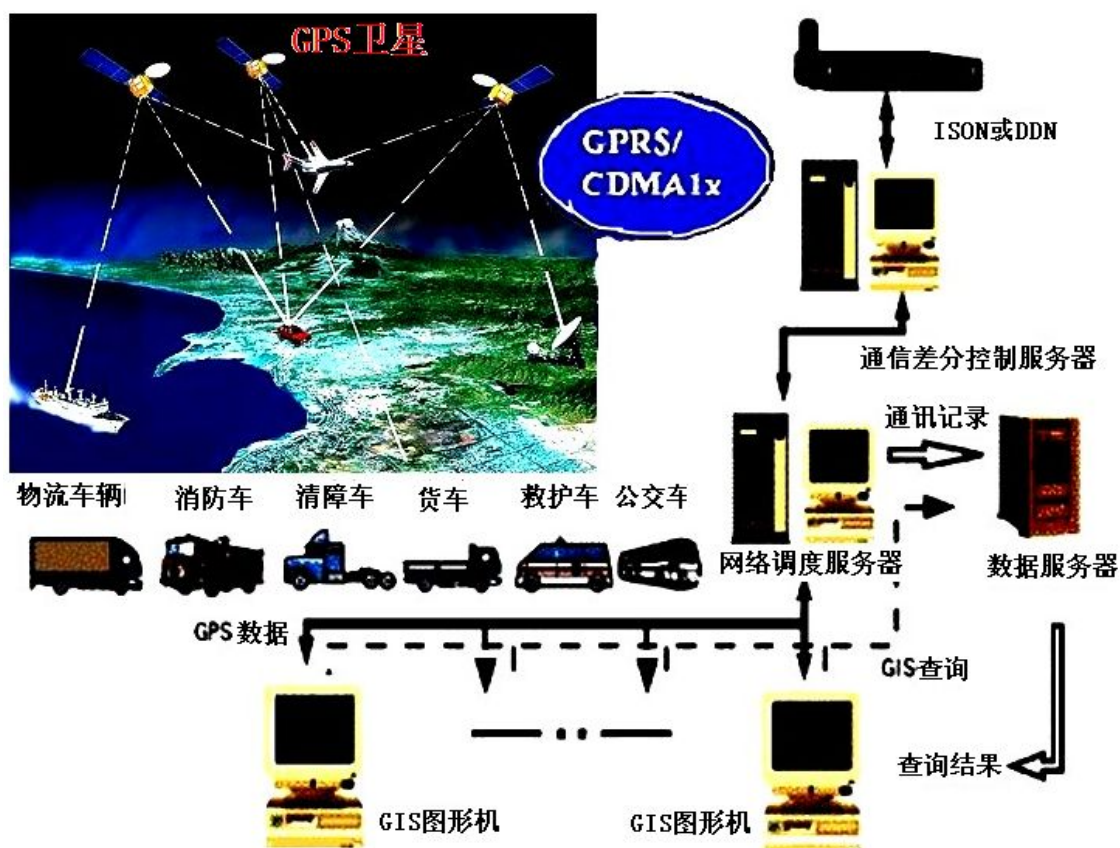 GPS卫星
GPRS/
CDMA1x
ISON或DDN
通信差分控制服务器
通讯记录
物流车辆
消防车
清障车
货车
救护车
公交车
网络调度服务器
数据服务器
GPS数据
GIS查询
查询结果
GIS图形机
GIS图形机